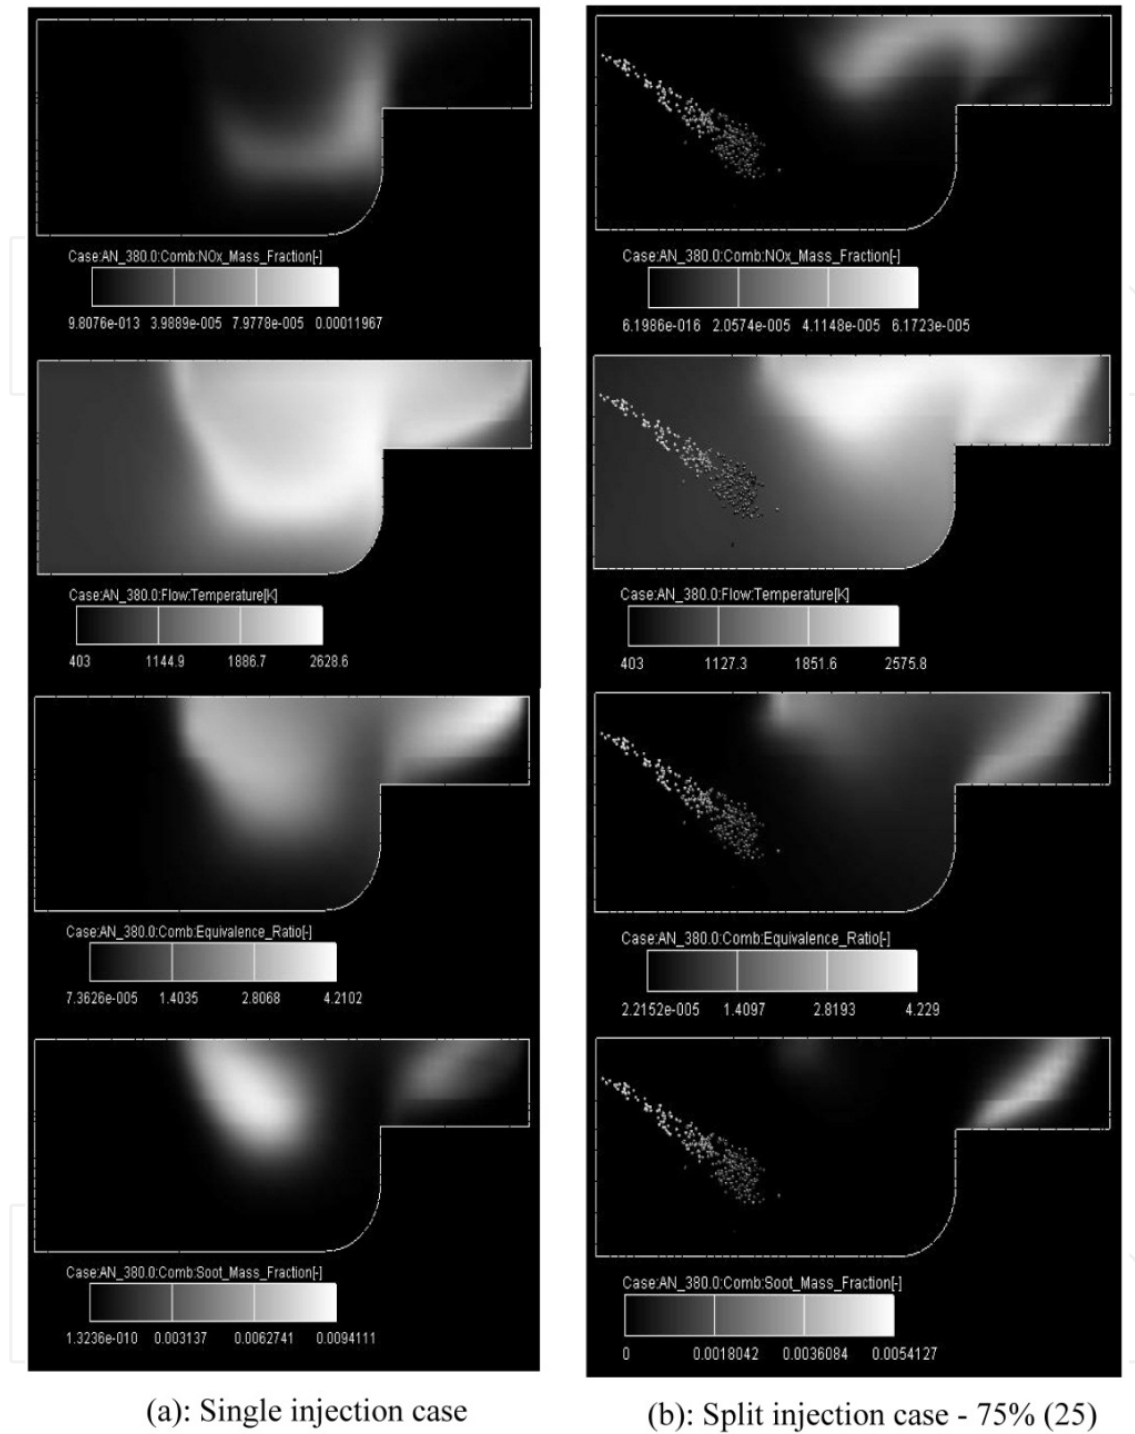 Case:AN_380.0:Comb:NOx_Mass_Fraction[-]
9.8076e-013 3.9889e-005 7.9778e-005 0.00011967
Case:AN_380.0:Flow:Temperature[K]
403 1144.9 1886.7 2628.6
Case:AN_380.0:Comb:Equivalence_Ratio[-]
7.3626e-005 1.4035 2.8068 4.2102
Case:AN_380.0:Comb:Soot_Mass_Fraction[-]
1.3236e-010 0.003137 0.0062741 0.0094111
(a): Single injection case
Case:AN_380.0:Comb:NOx_Mass_Fraction[-]
6.1986e-016 2.0574e-005 4.1148e-005 6.1723e-005
Case:AN_380.0:Flow:Temperature[K]
403 1127.3 1851.6 2575.8
Case:AN_380.0:Comb:Equivalence_Ratio[-]
2.2152e-005 1.4097 2.8193 4.229
Case:AN_380.0:Comb:Soot_Mass_Fraction[-]
0 0.0018042 0.0036084 0.0054127
(b): Split injection case - 75% (25)